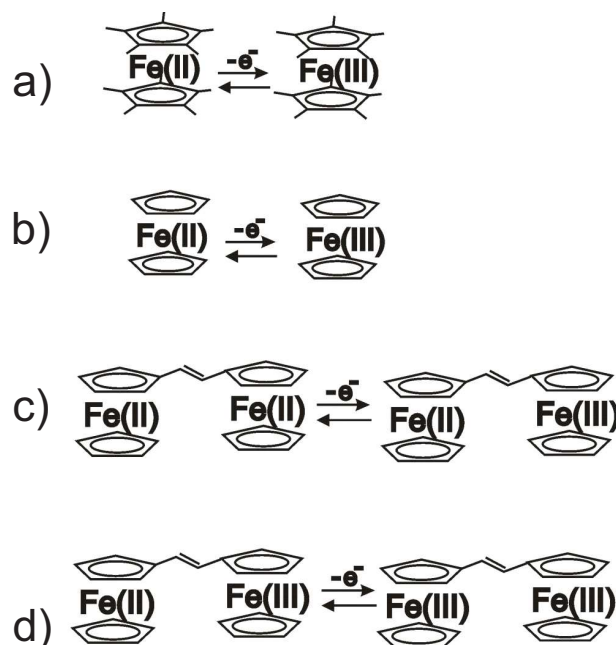 Fe(II) -e⁻ Fe(III)
a)
b) Fe(II) -e⁻ Fe(III)
c) Fe(II) Fe(II) -e⁻ Fe(II) Fe(III)
d) Fe(II) Fe(III) -e⁻ Fe(III) Fe(III)